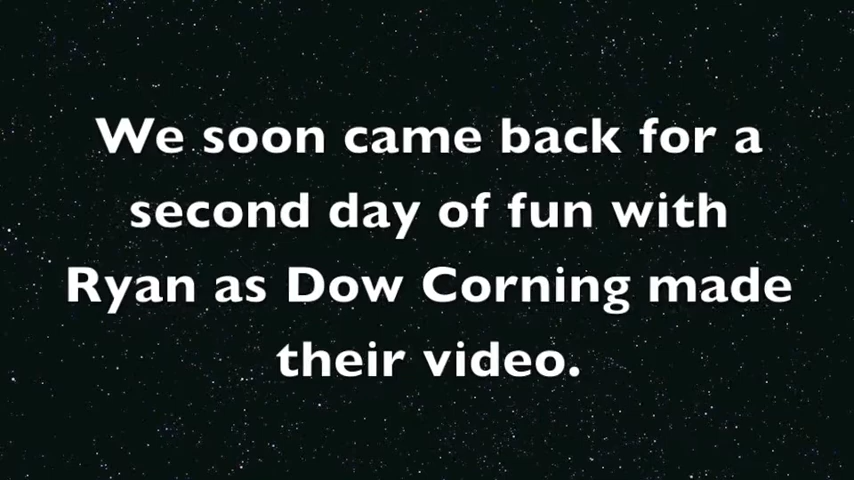 We soon came back for a
second day of fun with
Ryan as Dow Corning made
their video.